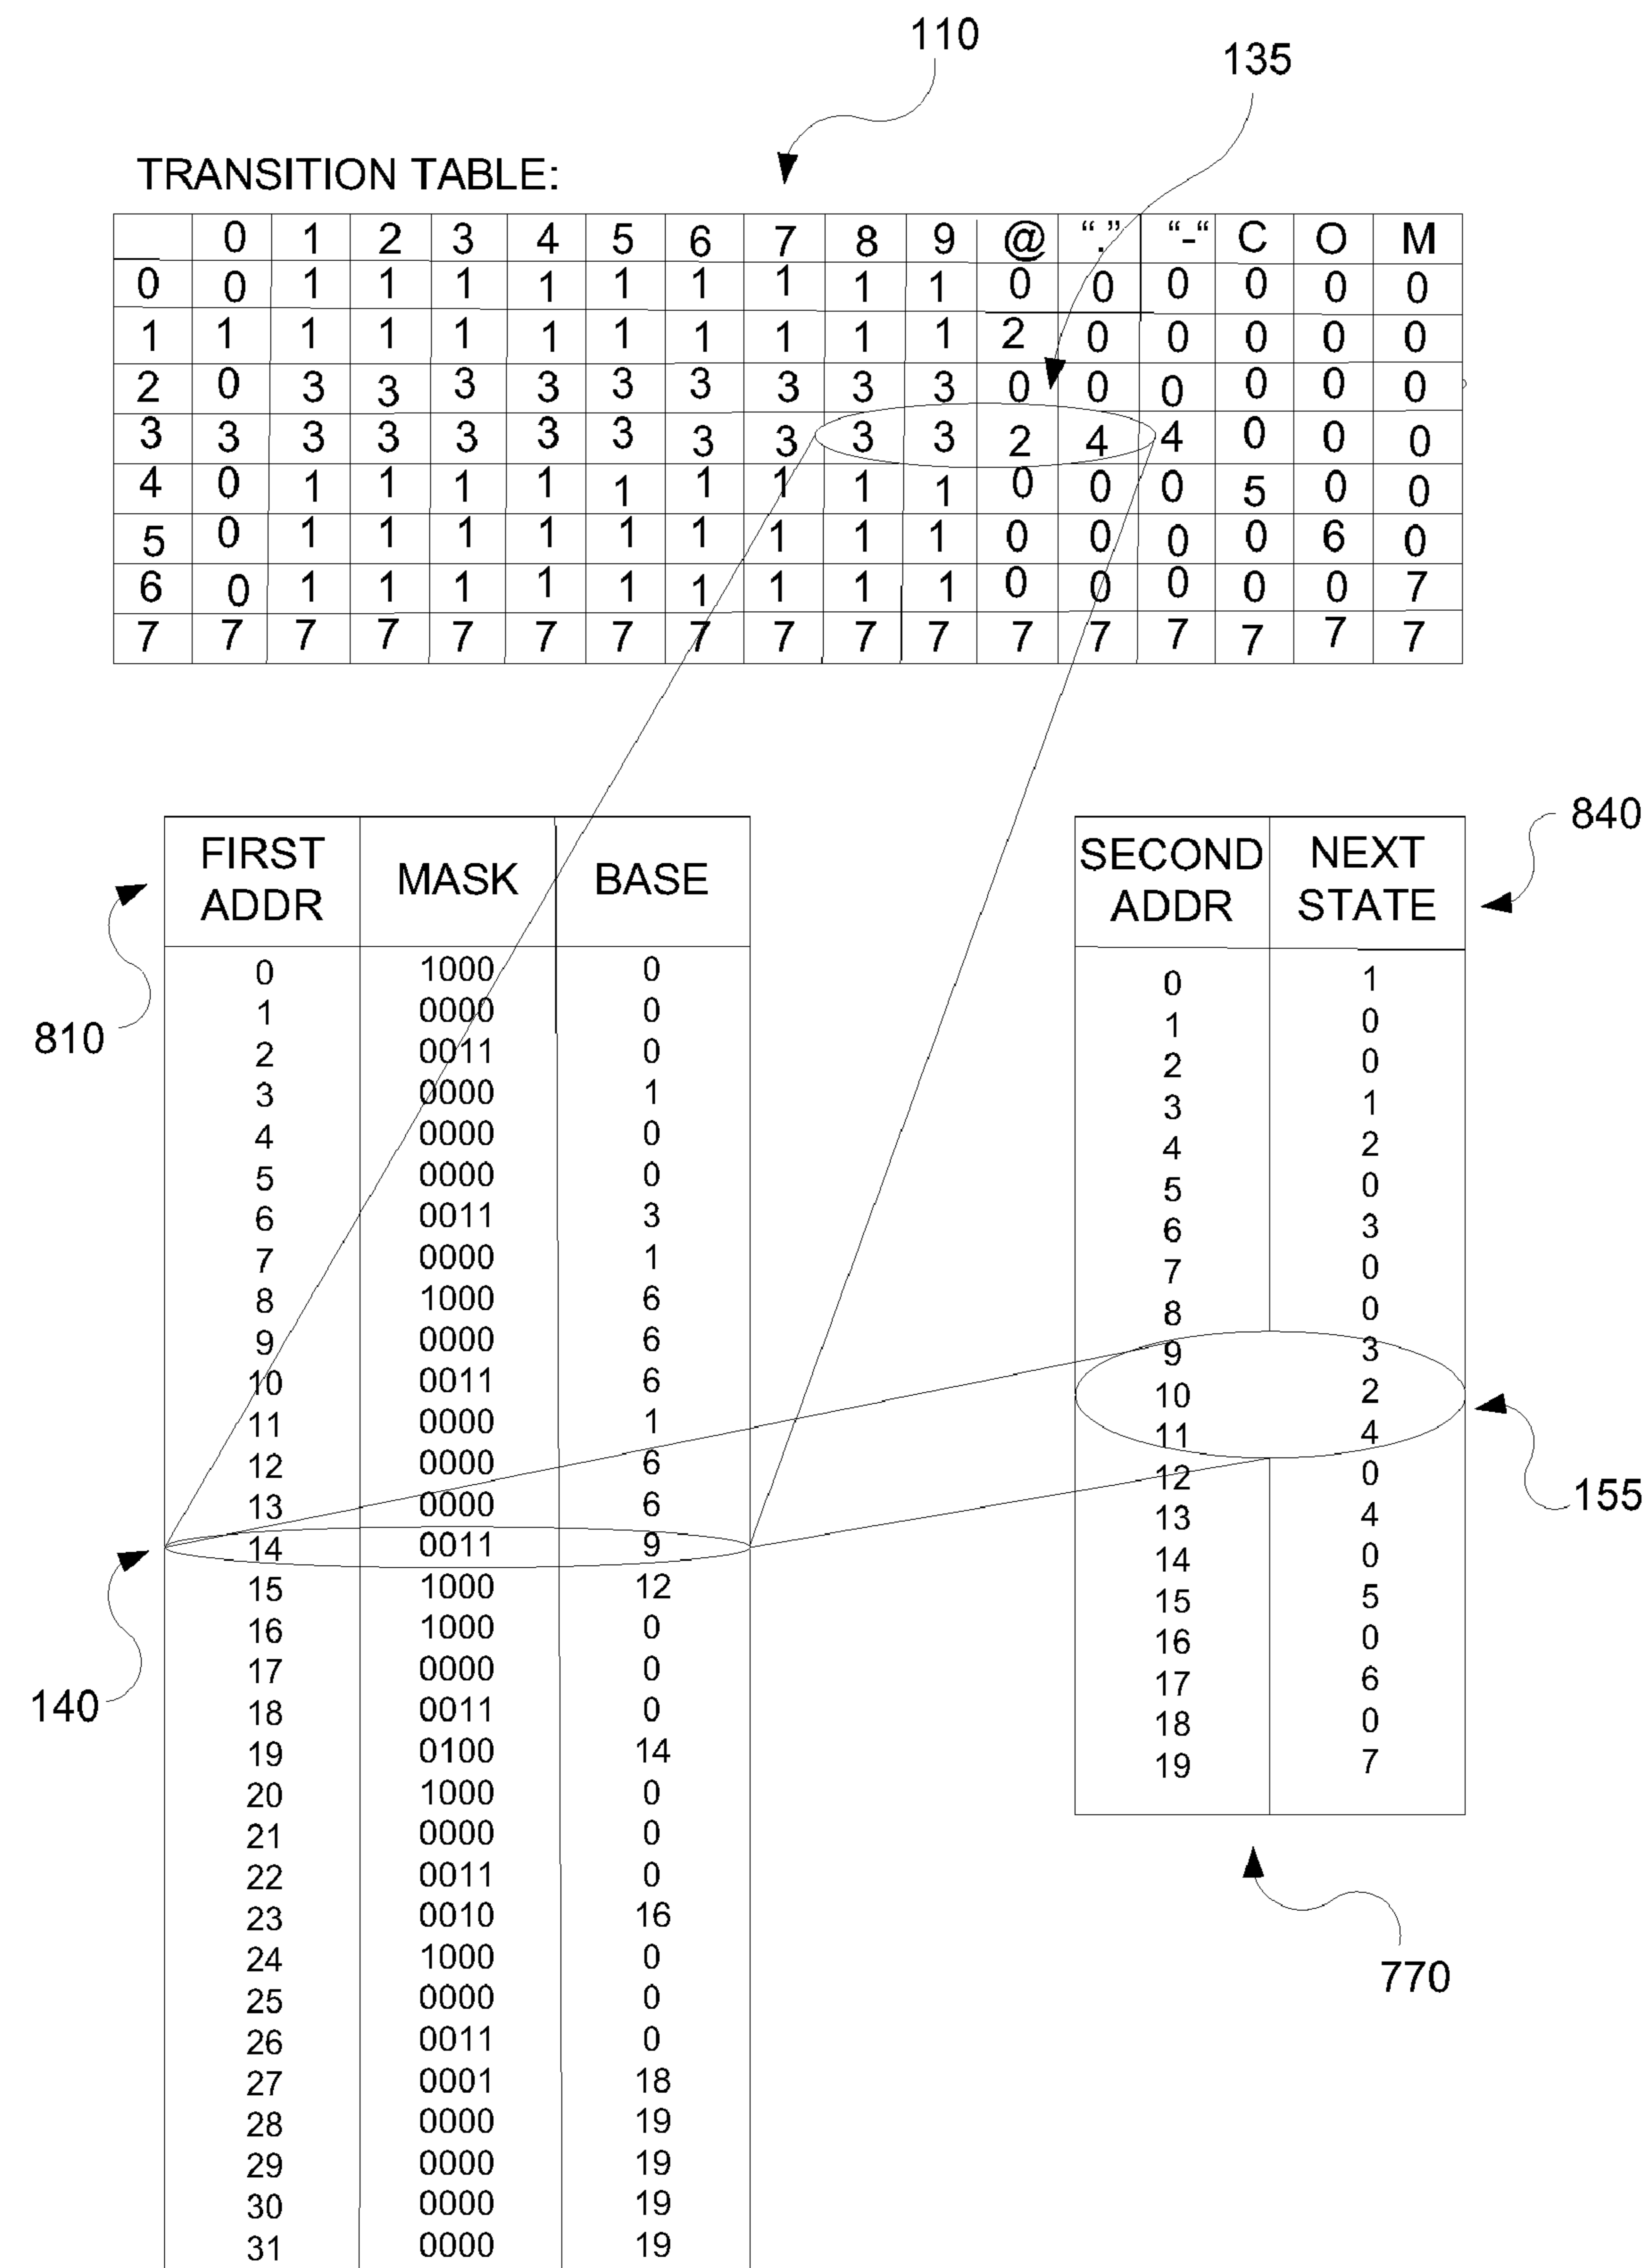 110
135
TRANSITION TABLE:
0 1 2 3 4 5 6 7 8 9 @ “.” “-“ C O M
0 0 1 1 1 1 1 1 1 1 1 0 0 0 0 0 0
1 1 1 1 1 1 1 1 1 1 1 2 0 0 0 0 0
2 0 3 3 3 3 3 3 3 3 3 0 0 0 0 0 0
3 3 3 3 3 3 3 3 3 3 3 2 4 4 0 0 0
4 0 1 1 1 1 1 1 1 1 1 0 0 0 5 0 0
5 0 1 1 1 1 1 1 1 1 1 0 0 0 0 6 0
6 0 1 1 1 1 1 1 1 1 1 0 0 0 0 0 7
7 7 7 7 7 7 7 7 7 7 7 7 7 7 7 7 7
810
FIRST ADDR MASK BASE
0 1000 0
1 0000 0
2 0011 0
3 0000 1
4 0000 0
5 0000 0
6 0011 3
7 0000 1
8 1000 6
9 0000 6
10 0011 6
11 0000 1
12 0000 6
13 0000 6
14 0011 9
15 1000 12
16 1000 0
17 0000 0
18 0011 0
19 0100 14
20 1000 0
21 0000 0
22 0011 0
23 0010 16
24 1000 0
25 0000 0
26 0011 0
27 0001 18
28 0000 19
29 0000 19
30 0000 19
31 0000 19
140
840
SECOND ADDR NEXT STATE
0 1
1 0
2 0
3 1
4 2
5 0
6 3
7 0
8 0
9 3
10 2
11 4
12 0
13 4
14 0
15 5
16 0
17 6
18 0
19 7
155
770